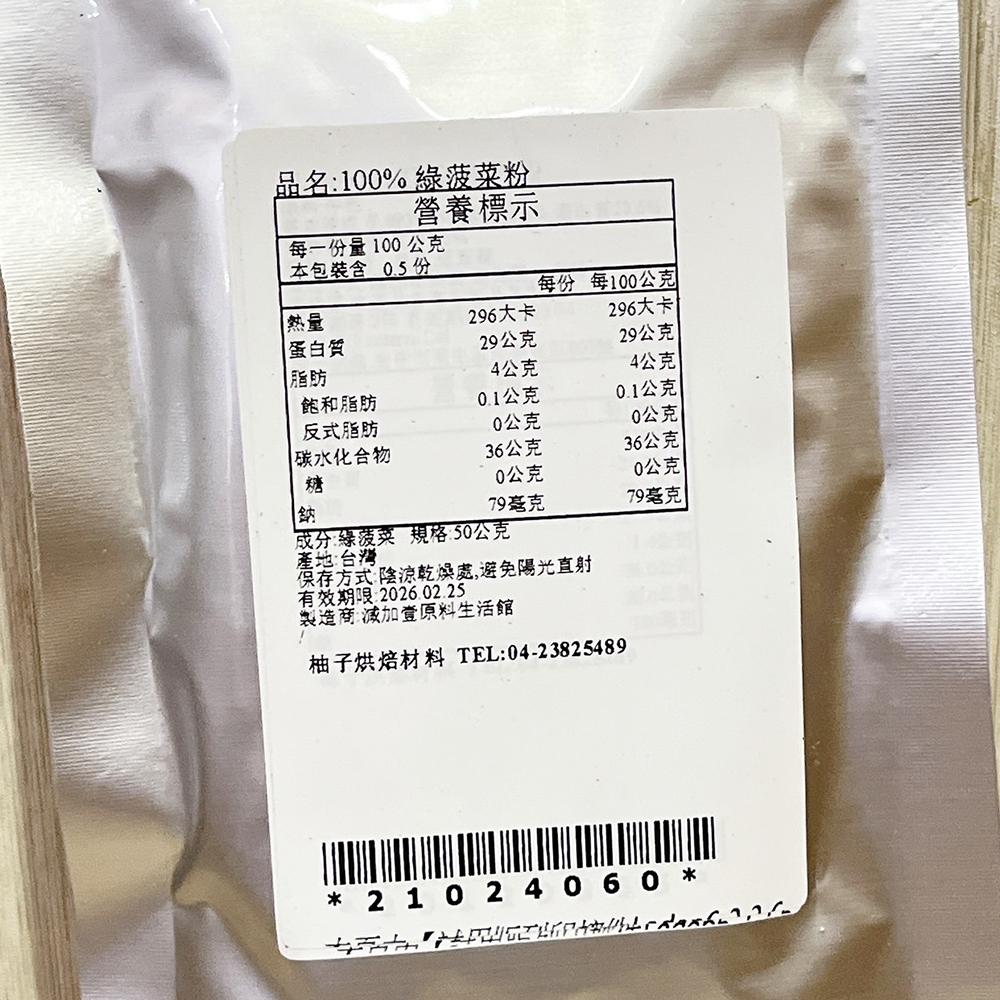 品名:100% 綠菠菜粉
營養標示
每一份量 100 公克
本包裝含 0.5 份
每份 每100公克
熱量 296大卡 296大卡
蛋白質 29公克 29公克
脂肪 4公克 4公克
飽和脂肪 0.1公克 0.1公克
反式脂肪 0公克 0公克
碳水化合物 36公克 36公克
糖 0公克 0公克
鈉 79毫克 79毫克
成分:綠菠菜 規格:50公克
產地:台灣
保存方式:陰涼乾燥處,避免陽光直射
有效期限:2026.02.25
製造商:減加壹原料生活館
/
柚子烘焙材料 TEL:04-23825489
*21024060*